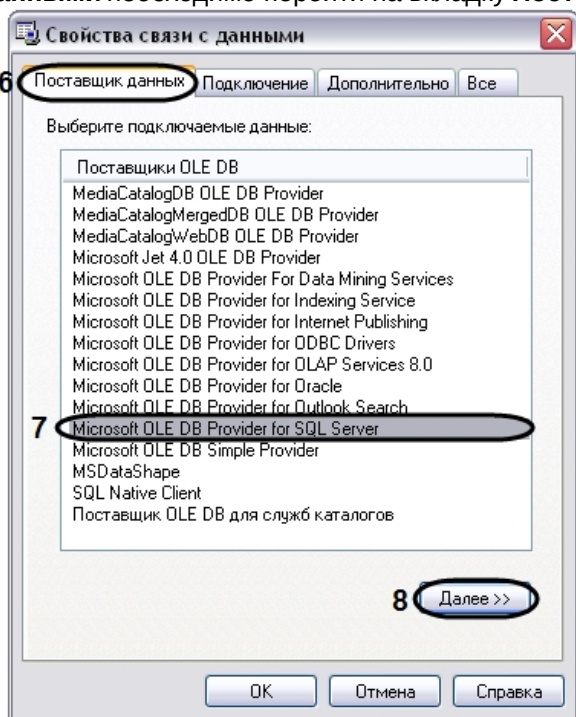 Свойства связи с данными
6
Поставщик данных Подключение Дополнительно Все
Выберите подключаемые данные:
Поставщики OLE DB
MediaCatalogDB OLE DB Provider
MediaCatalogMergedDB OLE DB Provider
MediaCatalogWebDB OLE DB Provider
Microsoft Jet 4.0 OLE DB Provider
Microsoft OLE DB Provider For Data Mining Services
Microsoft OLE DB Provider for Indexing Service
Microsoft OLE DB Provider for Internet Publishing
Microsoft OLE DB Provider for ODBC Drivers
Microsoft OLE DB Provider for OLAP Services 8.0
Microsoft OLE DB Provider for Oracle
Microsoft OLE DB Provider for Outlook Search
7 Microsoft OLE DB Provider for SQL Server
Microsoft OLE DB Simple Provider
MSDataShape
SQL Native Client
Поставщик OLE DB для служб каталогов
8 Далее >>
OK Отмена Справка